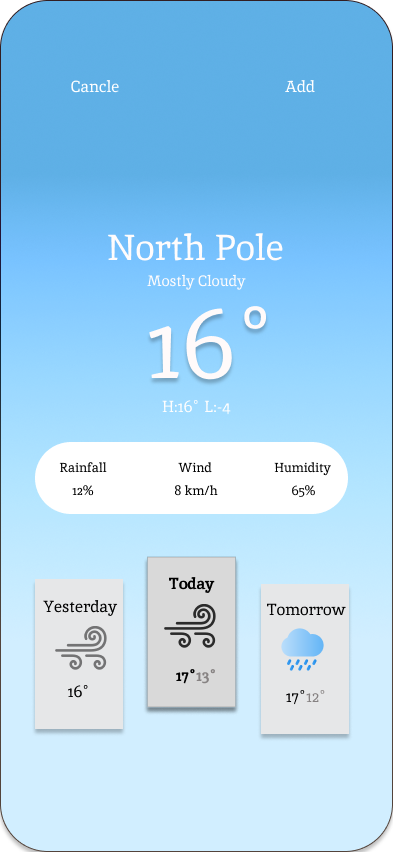 Cancle Add
North Pole
Mostly Cloudy
16°
H:16° L:-4
Rainfall Wind Humidity
12% 8 km/h 65%
Yesterday
16°
Today
17°13°
Tomorrow
17°12°